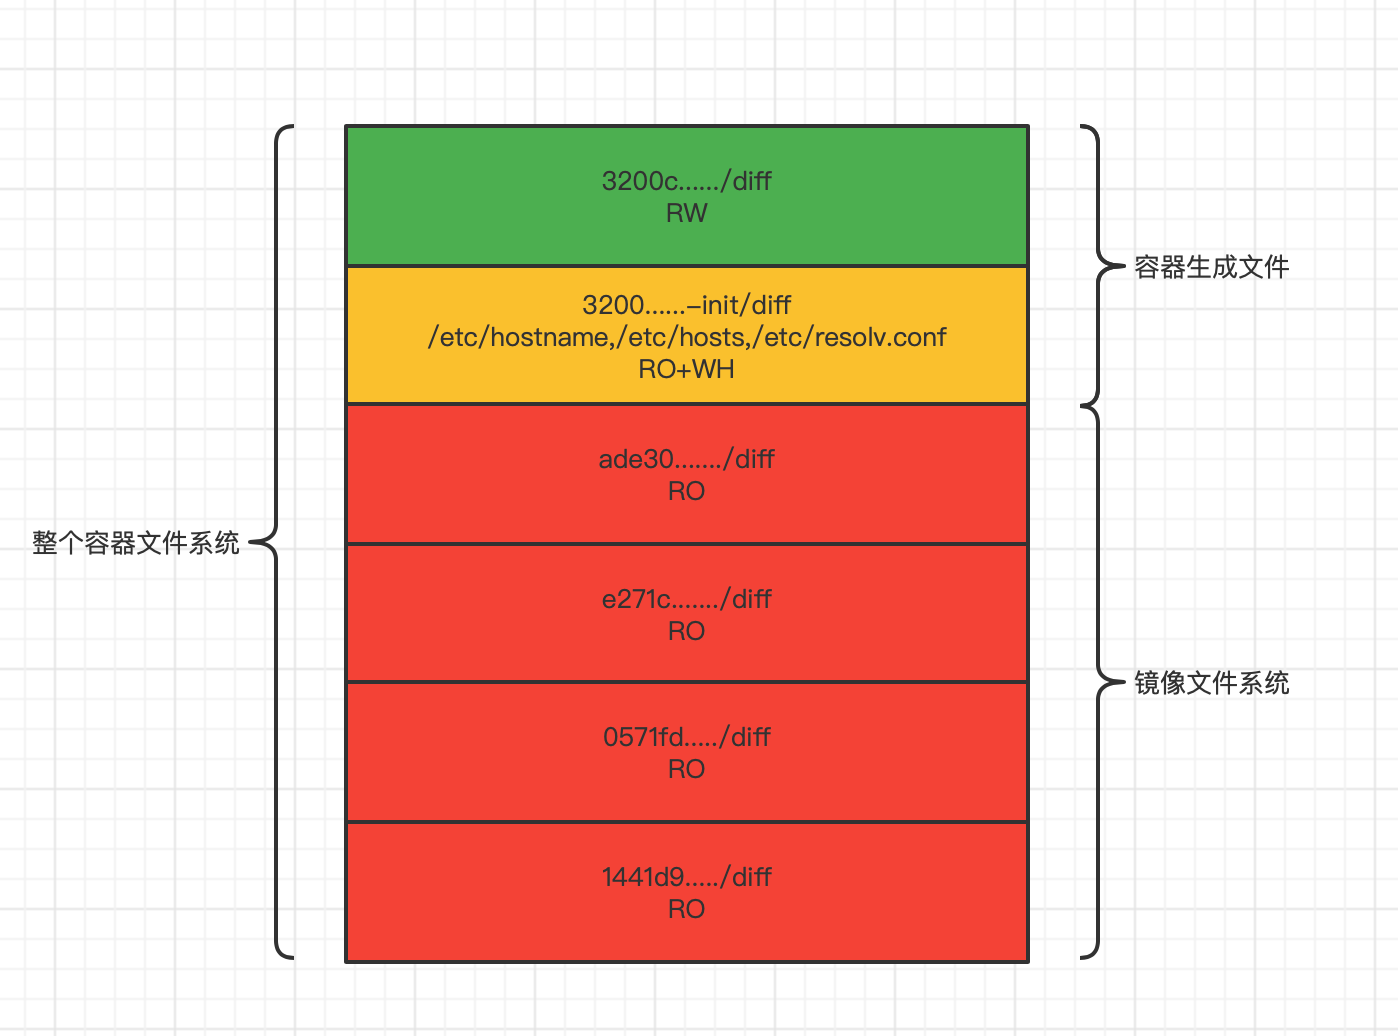 3200c....../diff
RW
容器生成文件
3200......-init/diff
/etc/hostname,/etc/hosts,/etc/resolv.conf
RO+WH
ade30......./diff
RO
整个容器文件系统
e271c......./diff
RO
镜像文件系统
0571fd...../diff
RO
1441d9...../diff
RO